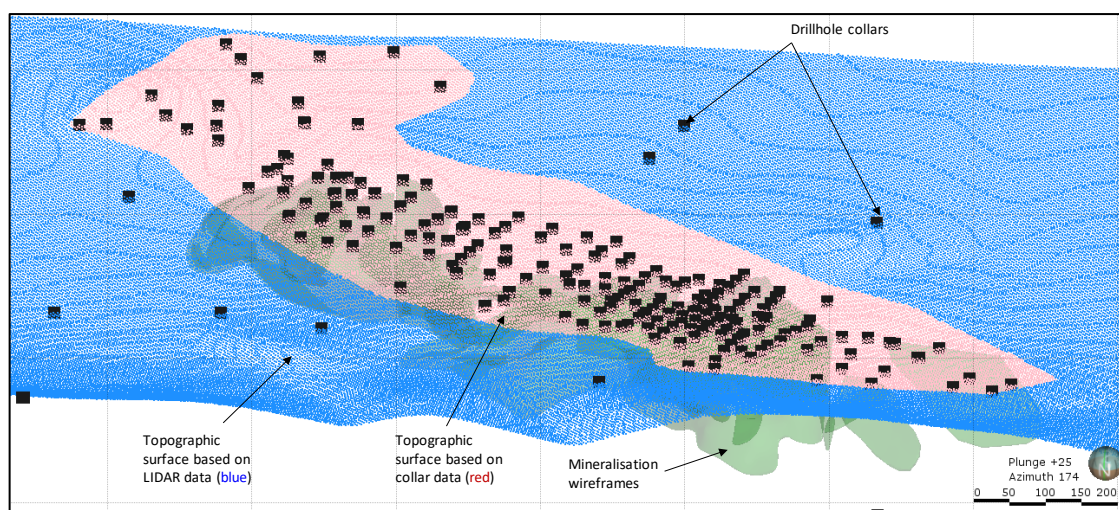 Drillhole collars
Topographic
surface based on
LIDAR data (blue)
Topographic
surface based on
collar data (red)
Mineralisation
wireframes
Plunge +25
Azimuth 174
N
0 50 100 150 200